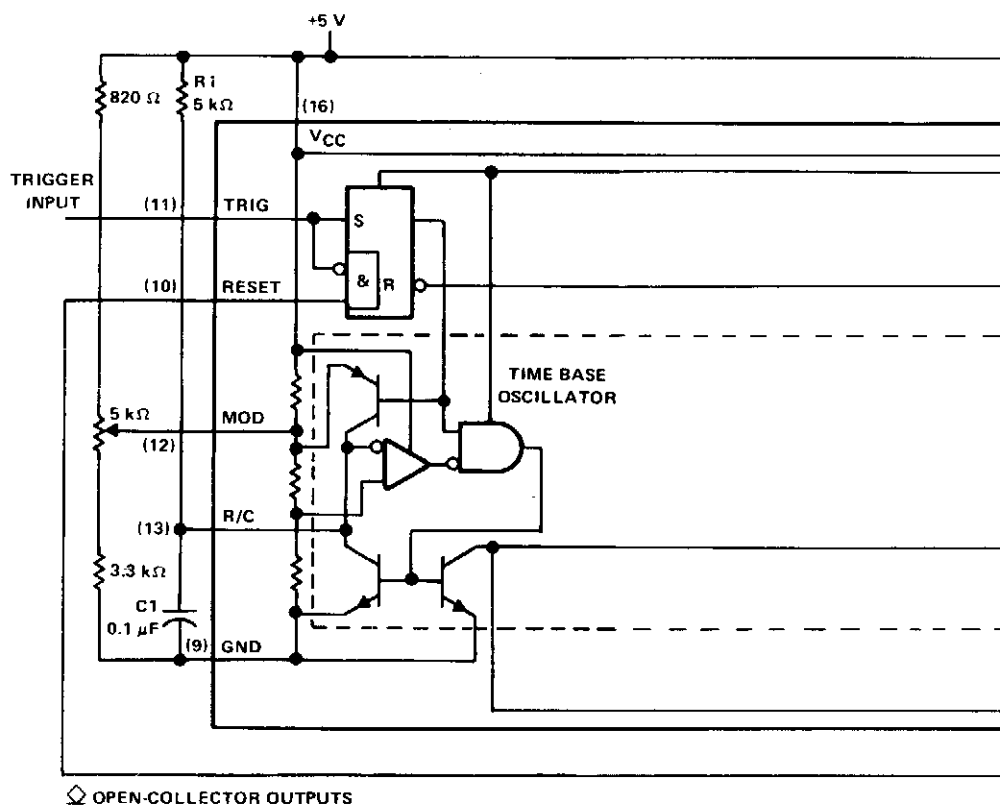 +5 V
820 Ω
R i
5 kΩ
(16)
VCC
TRIGGER
INPUT
(11)
TRIG
S
&
R
(10)
RESET
TIME BASE
OSCILLATOR
5 kΩ
MOD
(12)
R/C
(13)
3.3 kΩ
C1
0.1 μF
(9)
GND
OPEN-COLLECTOR OUTPUTS